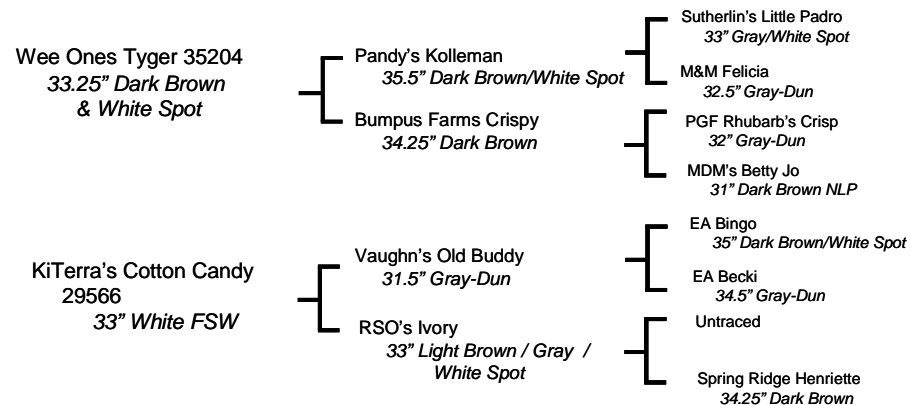 Wee Ones Tyger 35204
33.25” Dark Brown
& White Spot
Pandy’s Kolleman
35.5” Dark Brown/White Spot
Bumpus Farms Crispy
34.25” Dark Brown
Sutherlin’s Little Padro
33” Gray/White Spot
M&M Felicia
32.5” Gray-Dun
PGF Rhubarb’s Crisp
32” Gray-Dun
MDM’s Betty Jo
31” Dark Brown NLP
KiTerra’s Cotton Candy
29566
33” White FSW
Vaughn’s Old Buddy
31.5” Gray-Dun
RSO’s Ivory
33” Light Brown / Gray /
White Spot
EA Bingo
35” Dark Brown/White Spot
EA Becki
34.5” Gray-Dun
Untraced
Spring Ridge Henriette
34.25” Dark Brown